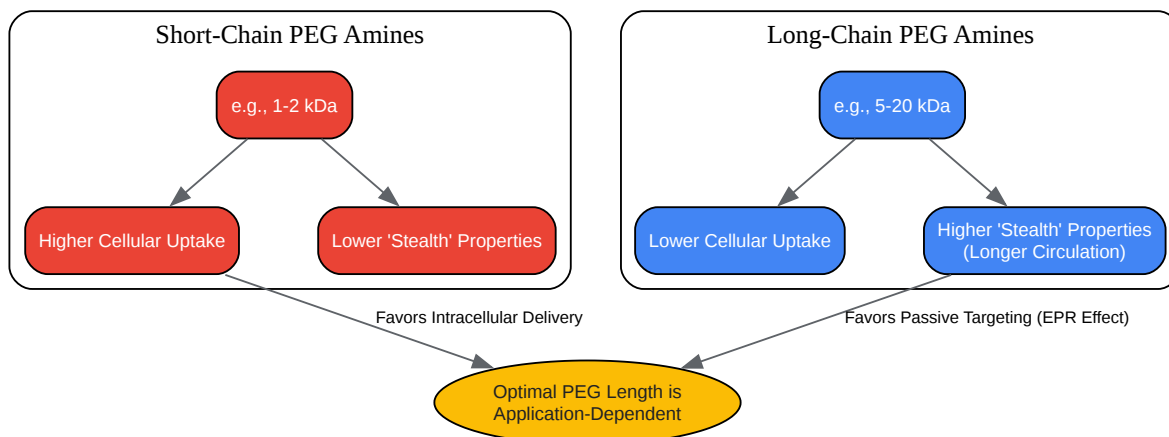 Short-Chain PEG Amines
e.g., 1-2 kDa
Higher Cellular Uptake
Lower 'Stealth' Properties
Long-Chain PEG Amines
e.g., 5-20 kDa
Lower Cellular Uptake
Higher 'Stealth' Properties
(Longer Circulation)
Favors Intracellular Delivery
Favors Passive Targeting (EPR Effect)
Optimal PEG Length is
Application-Dependent